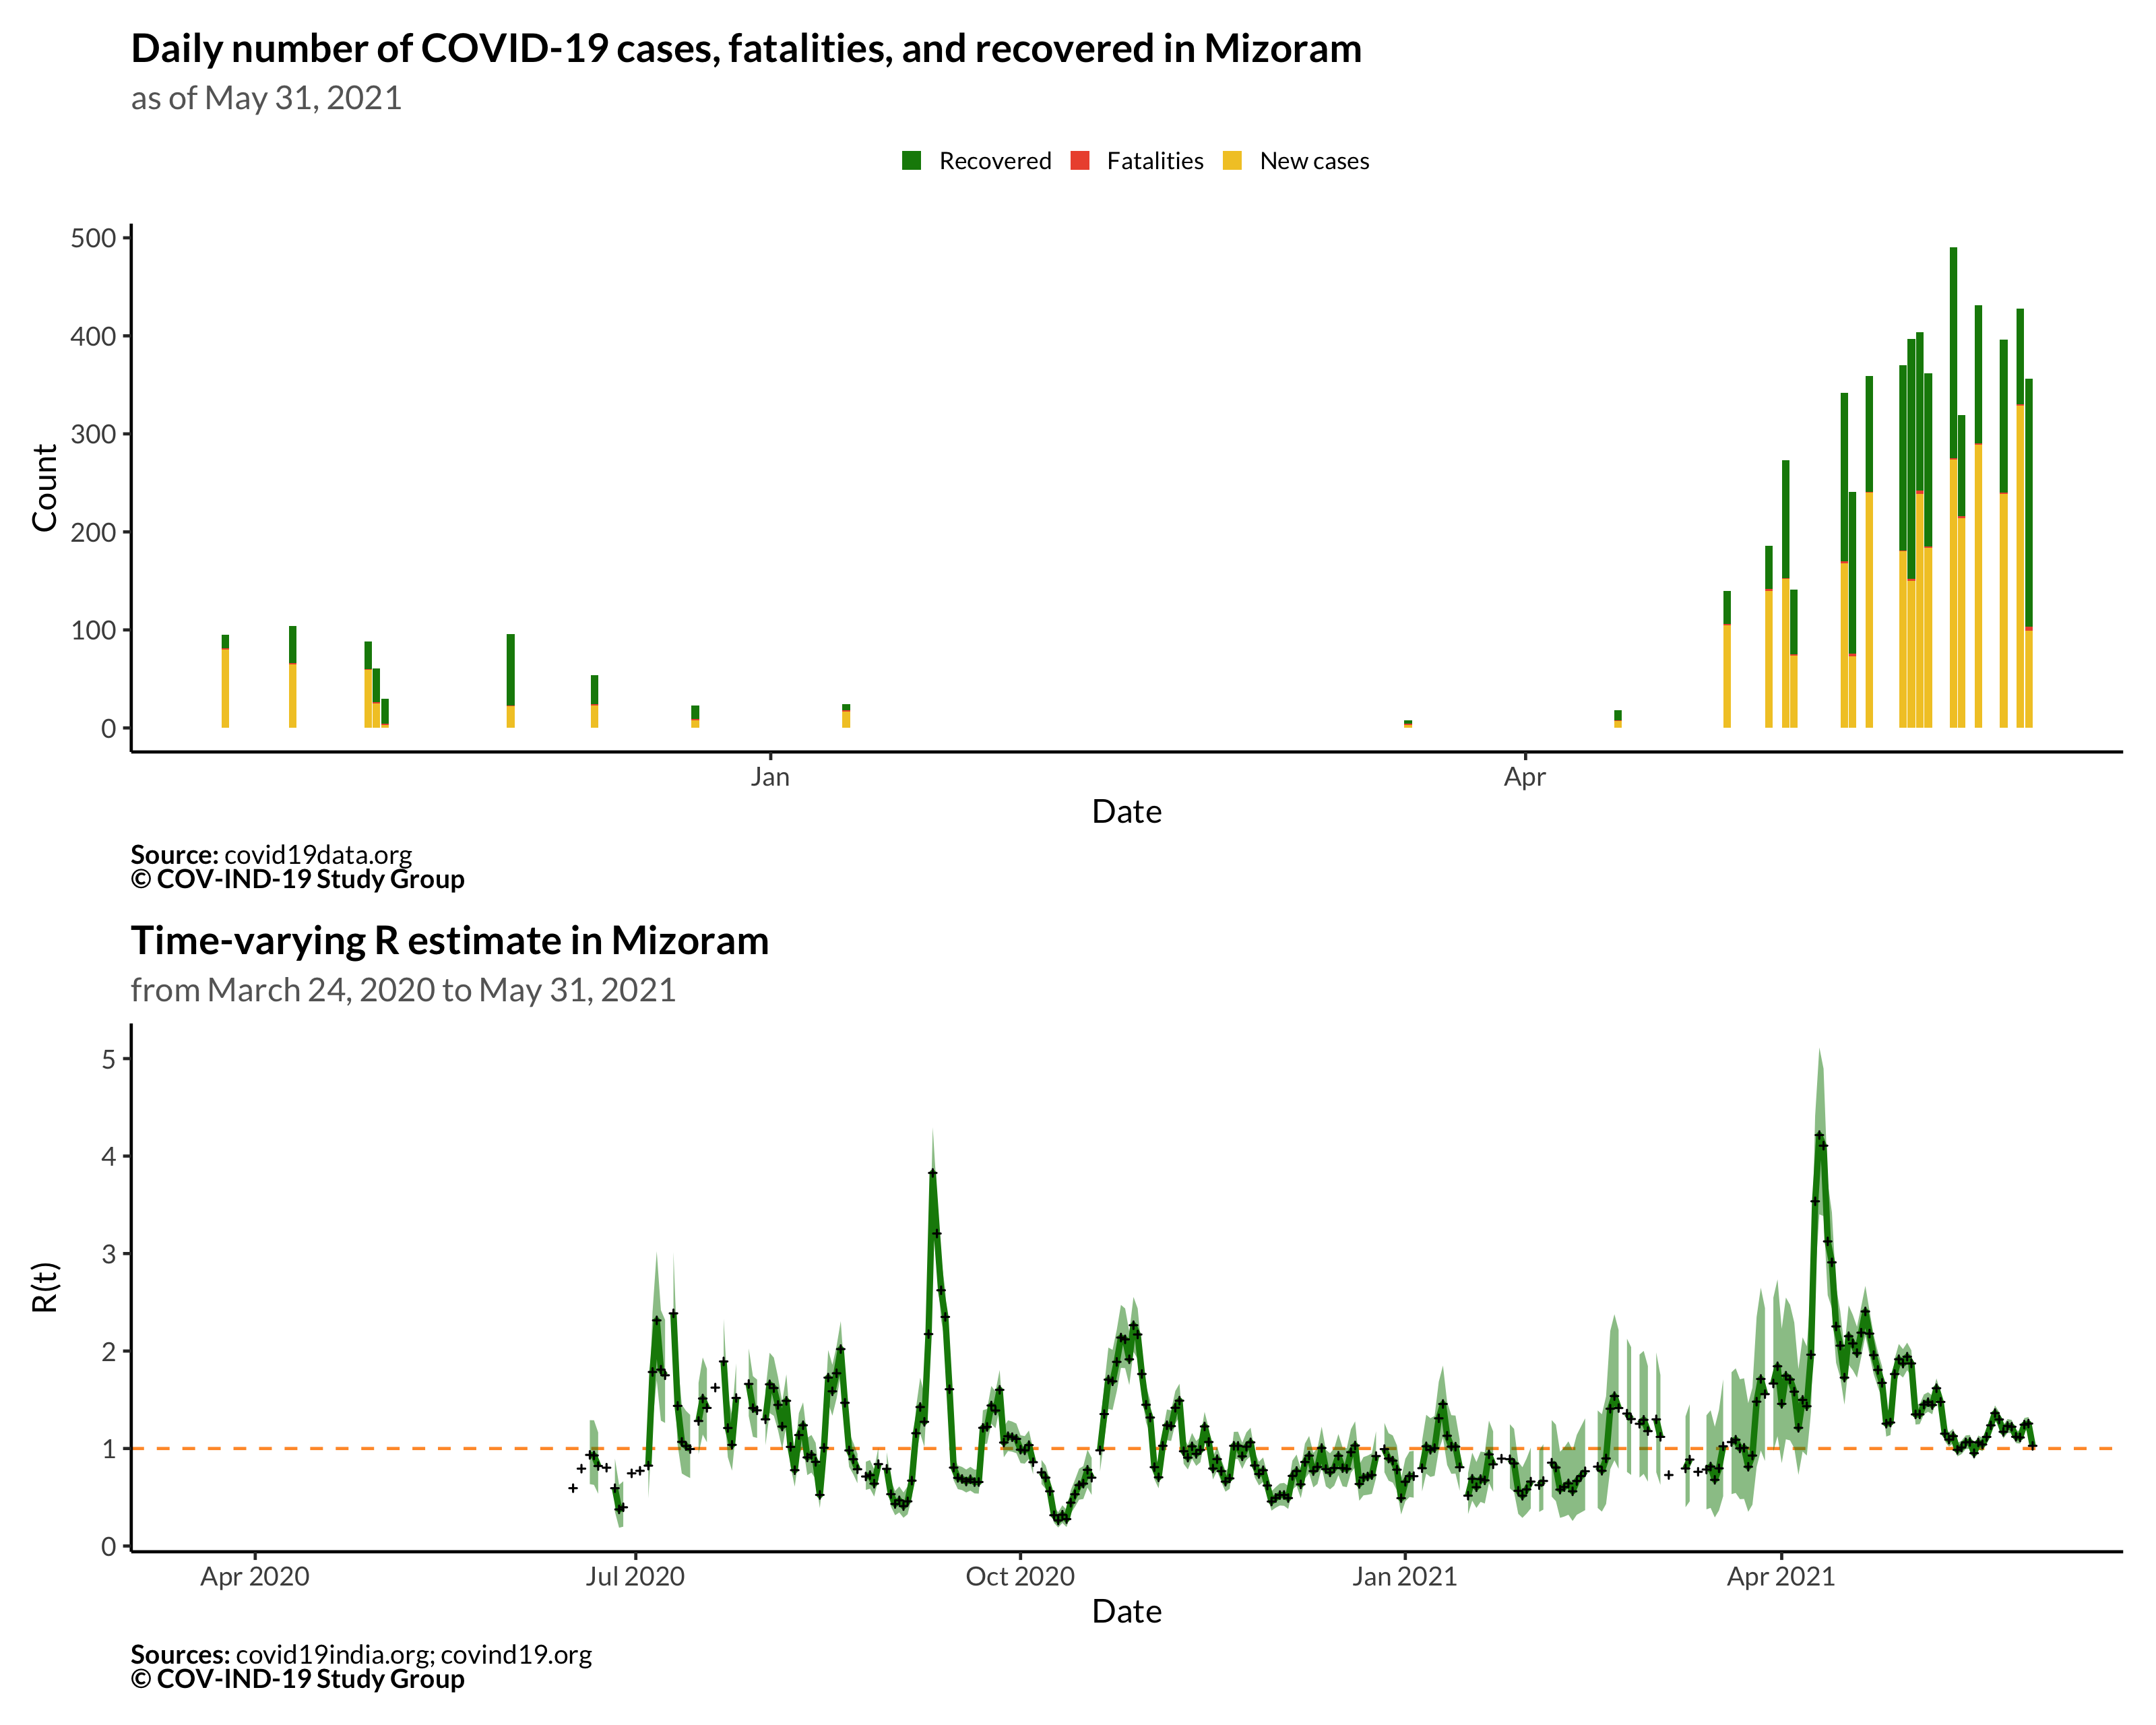 Daily number of COVID-19 cases, fatalities, and recovered in Mizoram
as of May 31, 2021
Recovered Fatalities New cases
500
400
300
200
100
0
Count
Jan Apr
Date
Source: covid19data.org
© COV-IND-19 Study Group
Time-varying R estimate in Mizoram
from March 24, 2020 to May 31, 2021
5
4
3
2
1
0
R(t)
Apr 2020 Jul 2020 Oct 2020 Jan 2021 Apr 2021
Date
Sources: covid19india.org; covind19.org
© COV-IND-19 Study Group